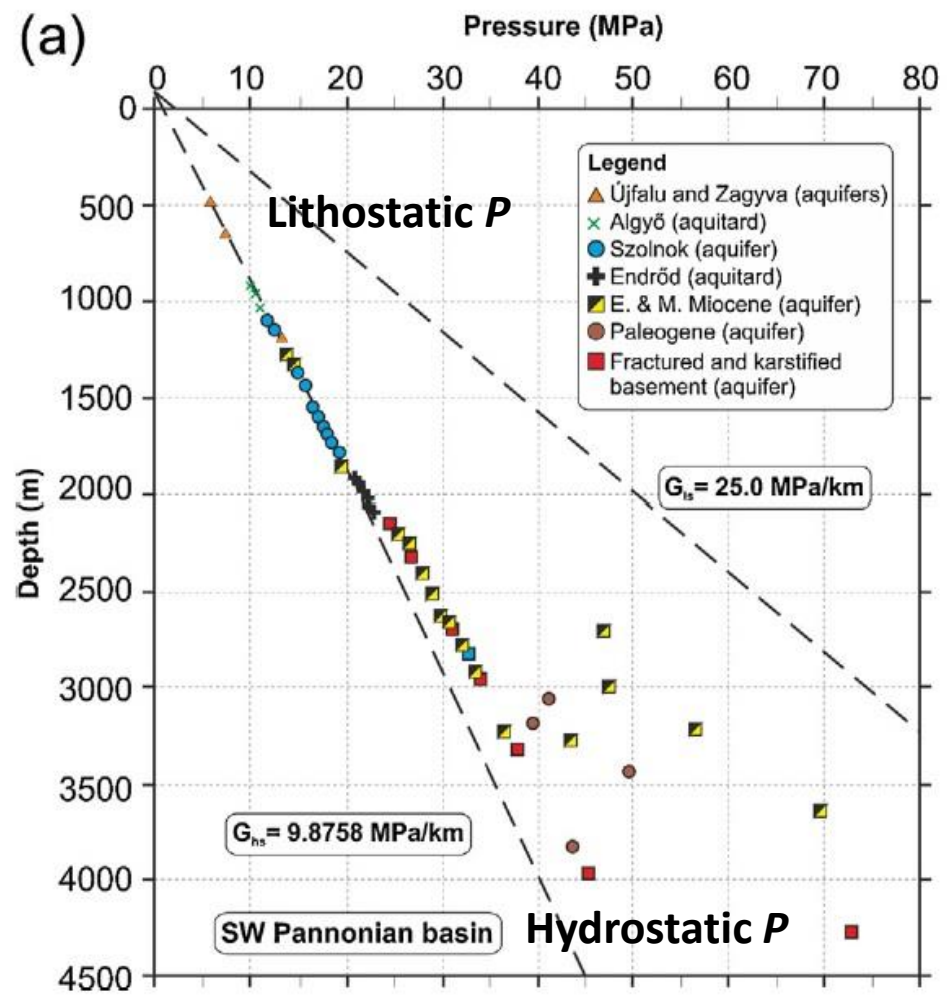 (a)
Pressure (MPa)
0 10 20 30 40 50 60 70 80
0
500
1000
1500
2000
2500
3000
3500
4000
4500
Depth (m)
Lithostatic P
Legend
Újfalu and Zagyva (aquifers)
Algyő (aquitard)
Szolnok (aquifer)
Endrőd (aquitard)
E. & M. Miocene (aquifer)
Paleogene (aquifer)
Fractured and karstified
basement (aquifer)
Gls= 25.0 MPa/km
Ghs= 9.8758 MPa/km
SW Pannonian basin
Hydrostatic P